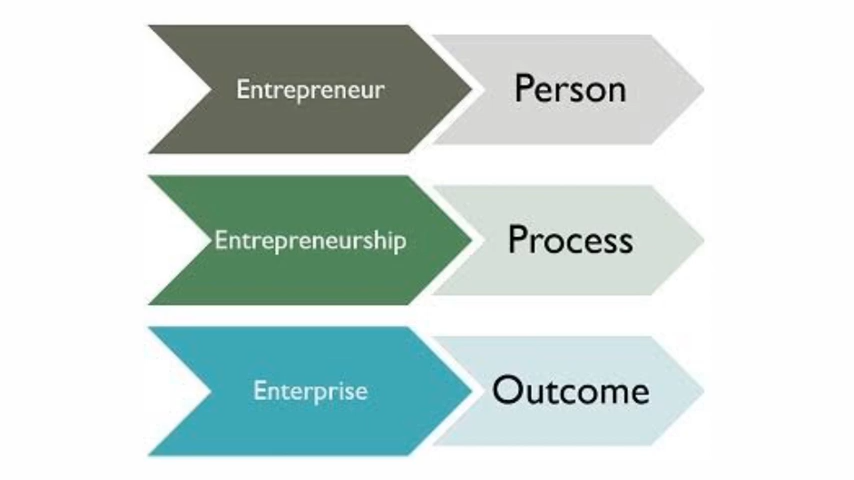 Entrepreneur
Person
Entrepreneurship
Process
Enterprise
Outcome